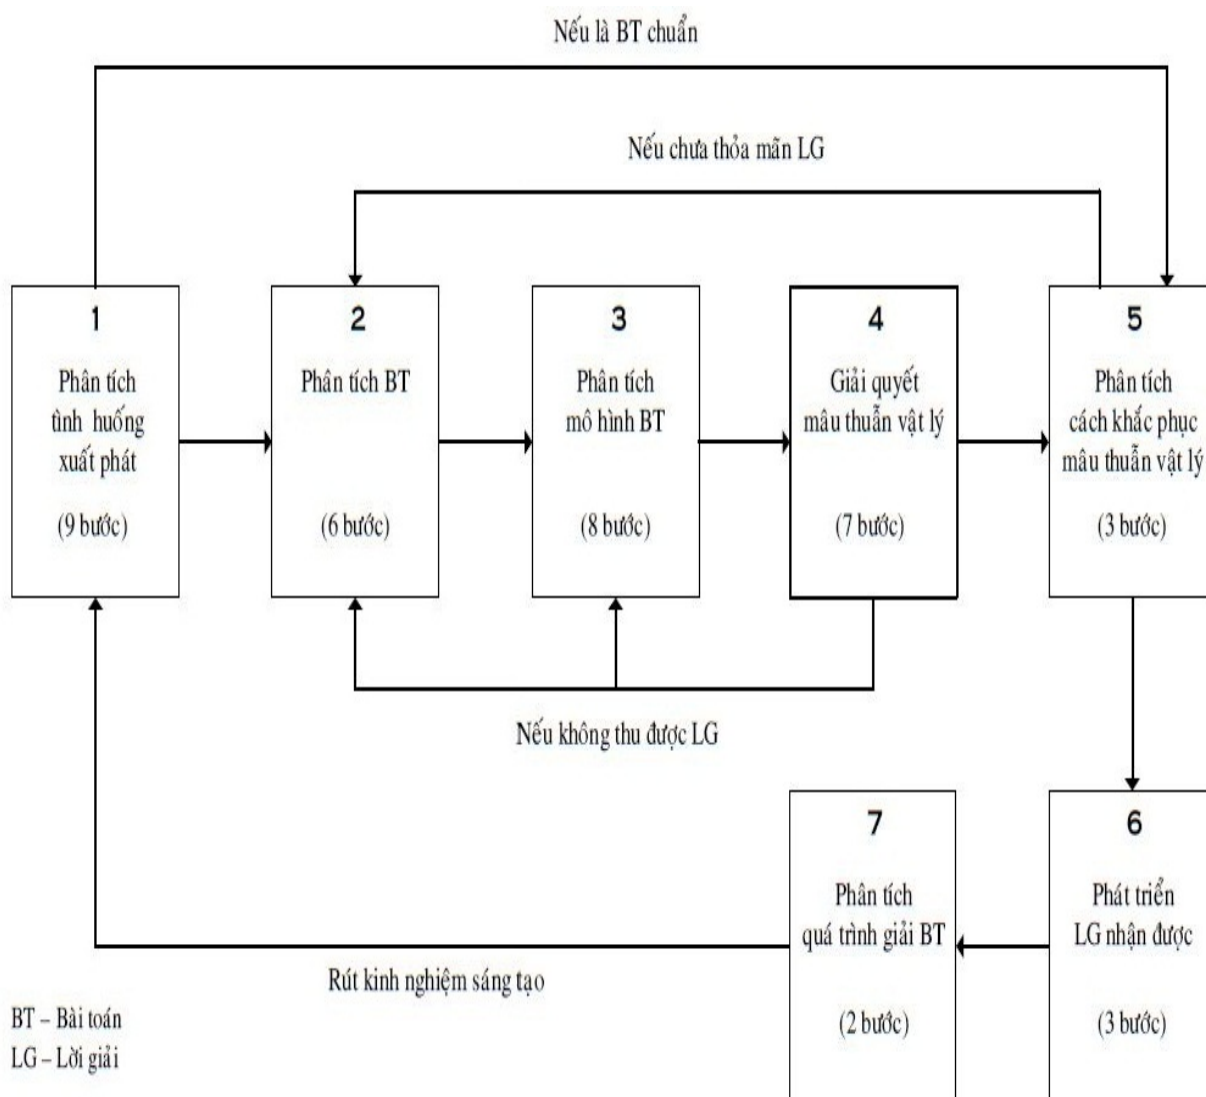 Nếu là BT chuẩn
Nếu chưa thỏa mãn LG
1
Phân tích
tình huống
xuất phát
(9 bước)
2
Phân tích BT
(6 bước)
3
Phân tích
mô hình BT
(8 bước)
4
Giải quyết
mâu thuẫn vật lý
(7 bước)
5
Phân tích
cách khắc phục
mâu thuẫn vật lý
(3 bước)
Nếu không thu được LG
7
Phân tích
quá trình giải BT
(2 bước)
6
Phát triển
LG nhận được
(3 bước)
Rút kinh nghiệm sáng tạo
BT – Bài toán
LG – Lời giải